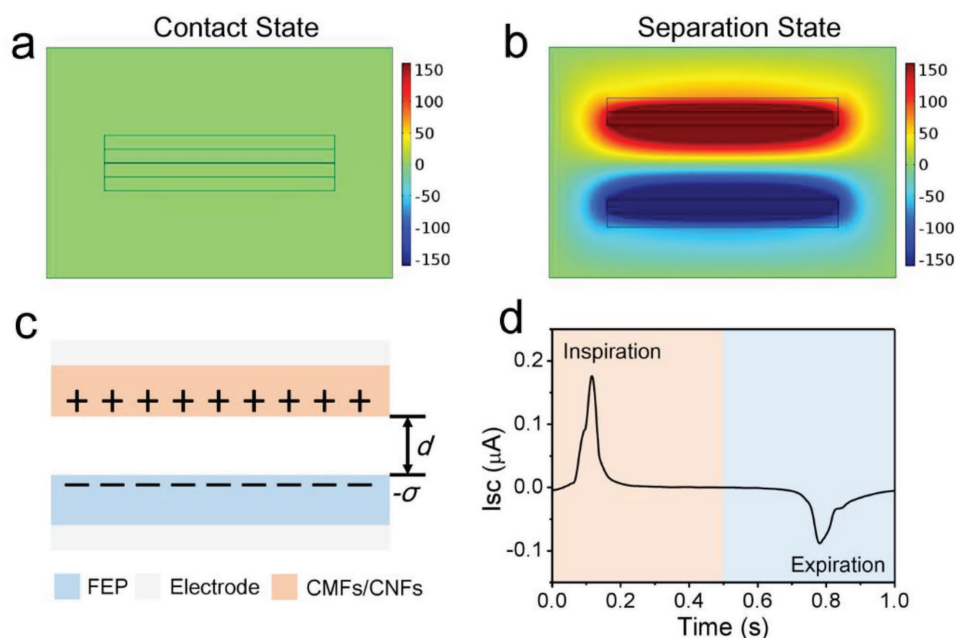 a
Contact State
150
100
50
0
-50
-100
-150
b
Separation State
150
100
50
0
-50
-100
-150
c
+ + + + + + + + +
d
– – – – – – – – –
-σ
FEP
Electrode
CMFs/CNFs
d
Isc (μA)
0.2
0.1
0.0
-0.1
Inspiration
Expiration
0.0 0.2 0.4 0.6 0.8 1.0
Time (s)